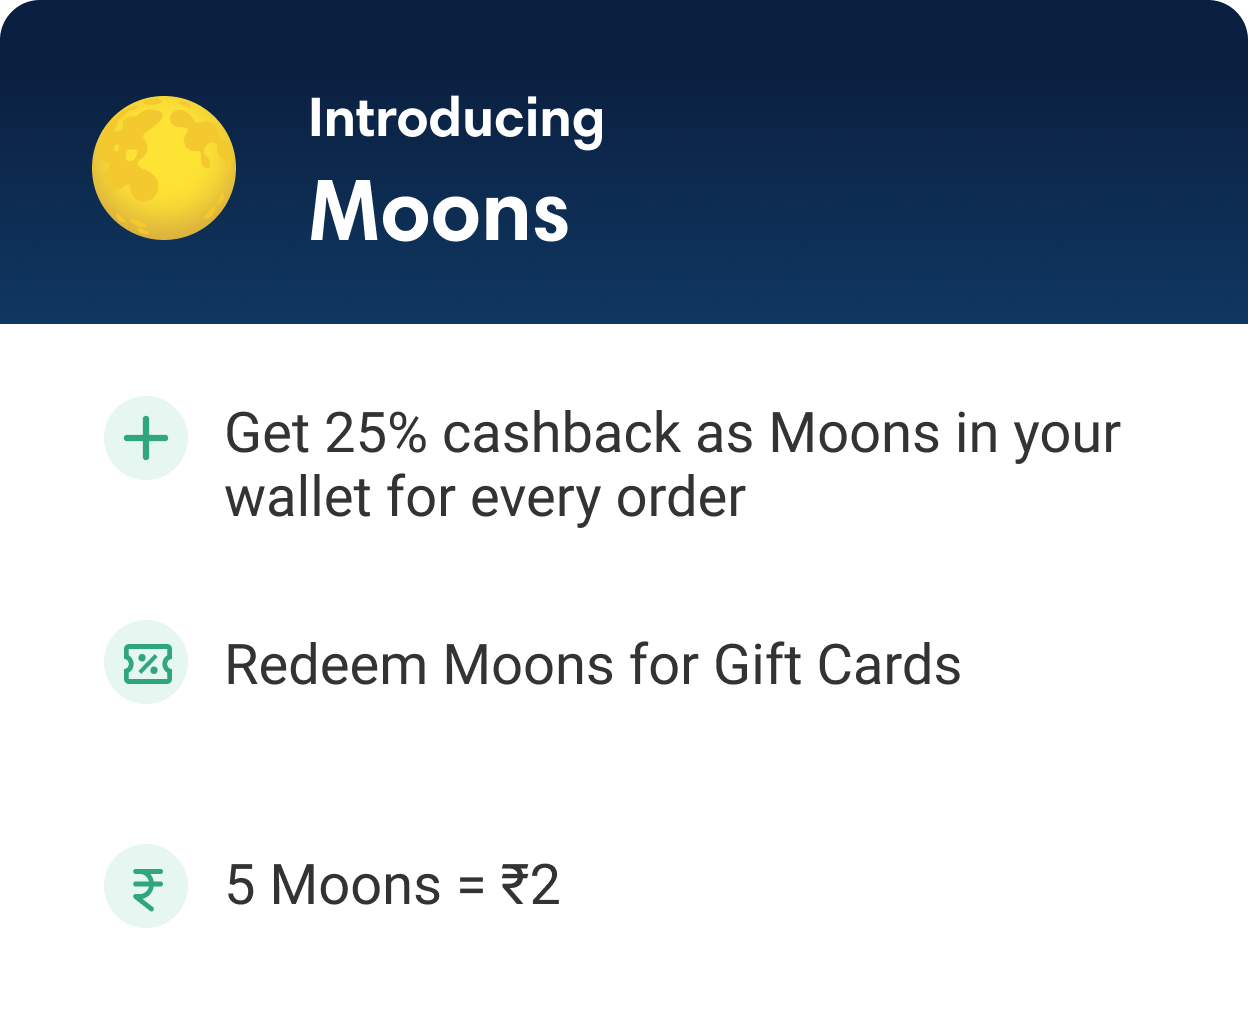 Introducing
Moons
Get 25% cashback as Moons in your
wallet for every order
Redeem Moons for Gift Cards
5 Moons = ₹2